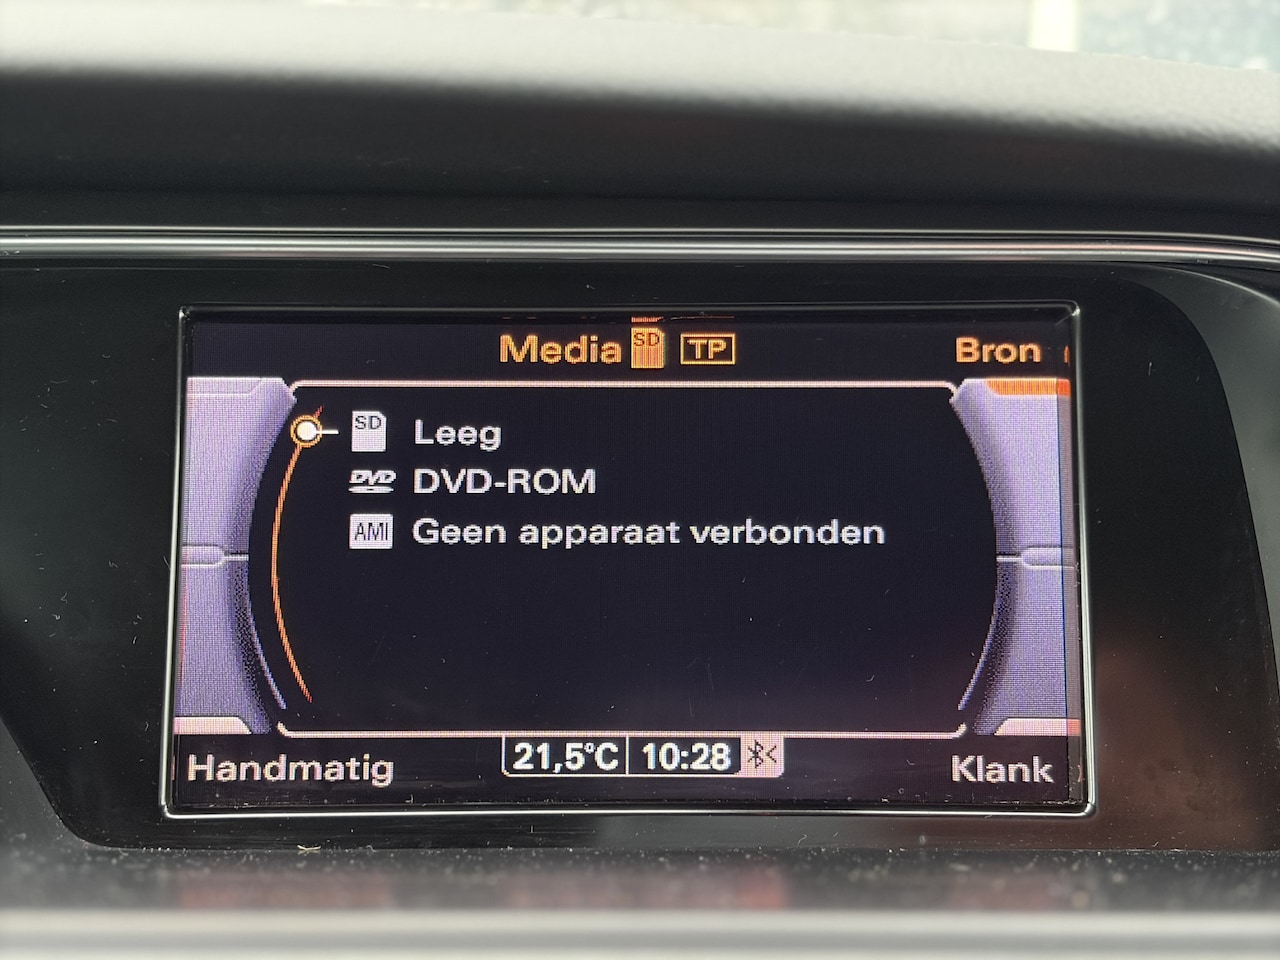 Media SD TP Bron
SD Leeg
DVD DVD-ROM
AMI Geen apparaat verbonden
Handmatig 21,5°C 10:28 Klank